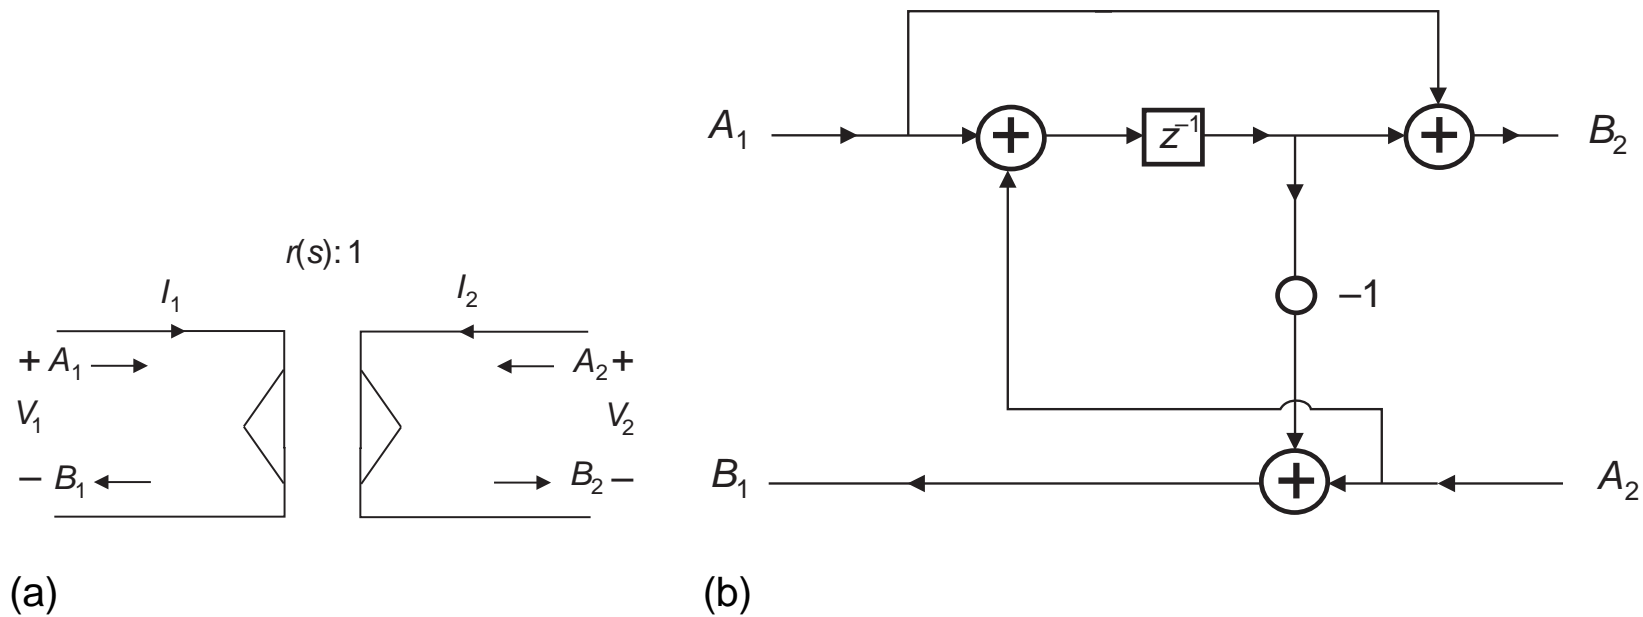 r(s): 1
I1 I2
+ A1 A2 +
V1 V2
– B1 B2 –
(a)
A1 + z–1 + B2
–1
B1 + A2
(b)